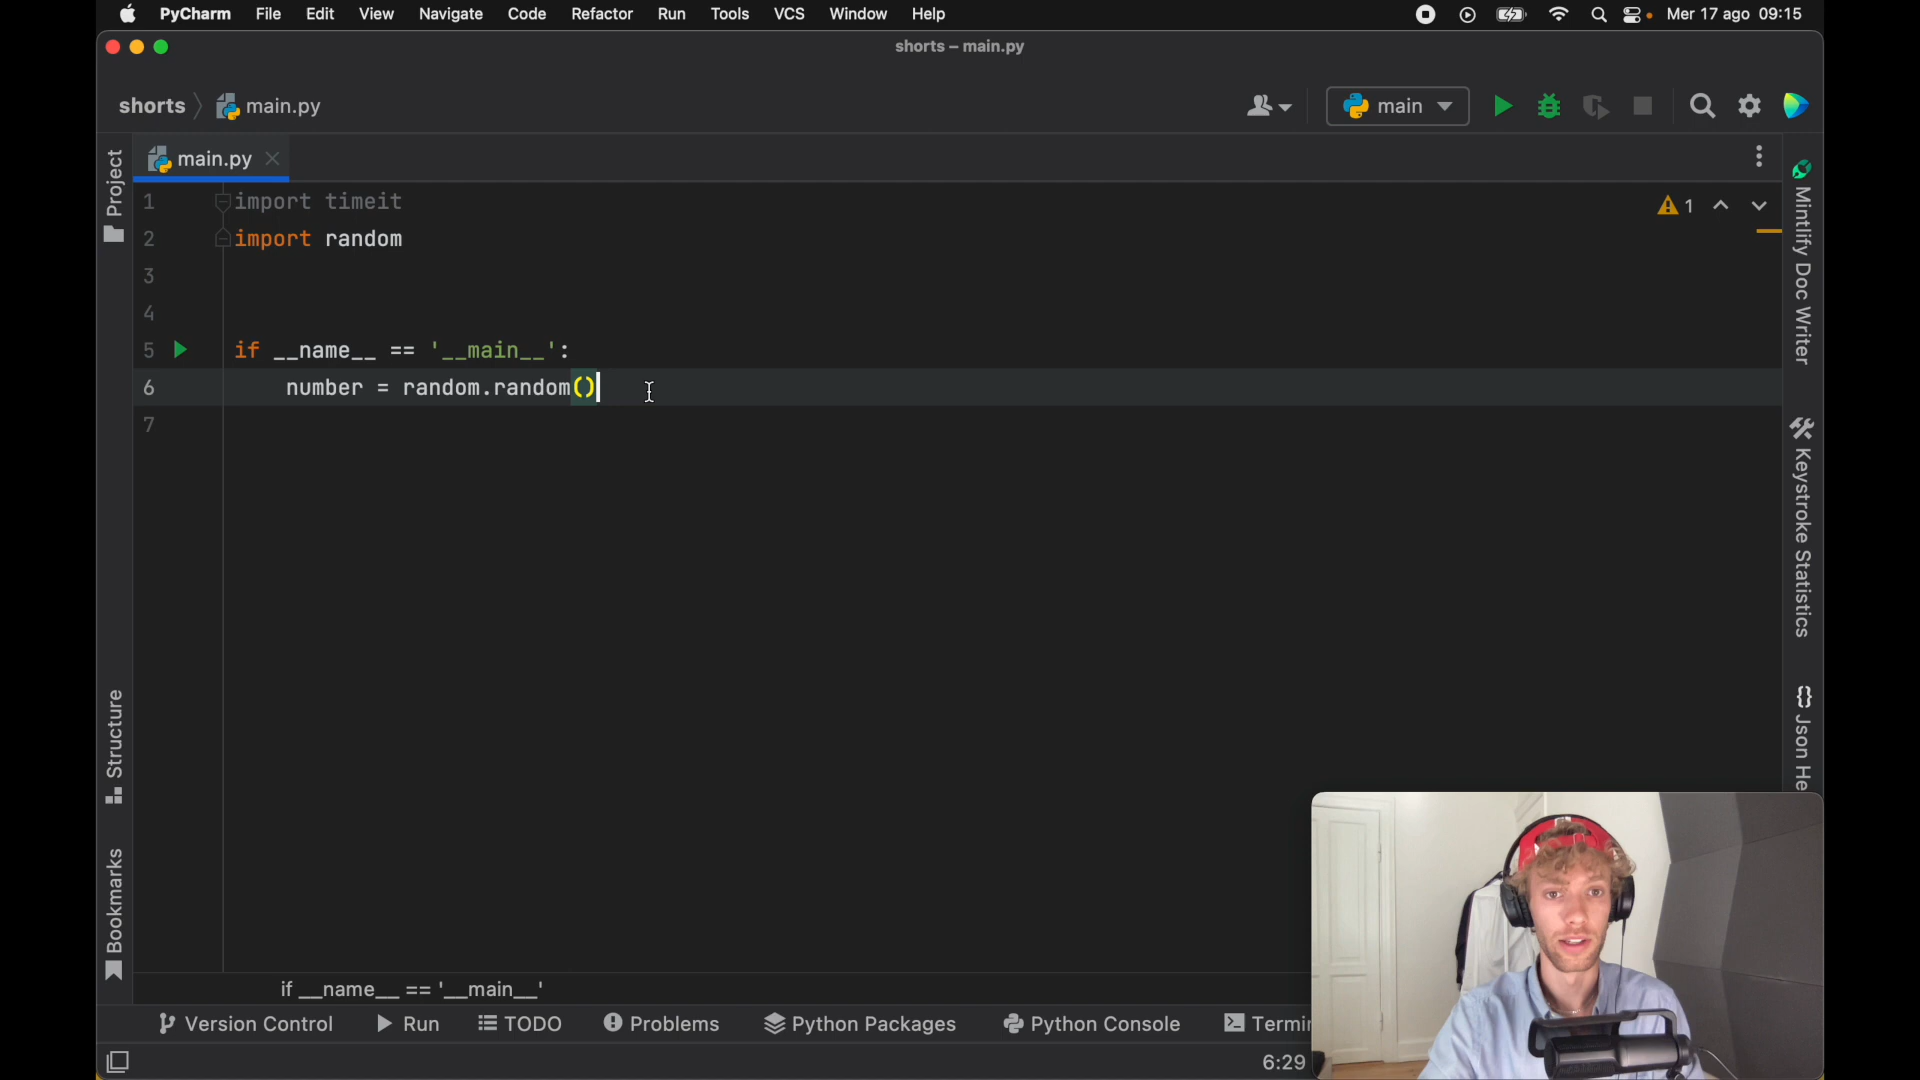 PyCharm File Edit View Navigate Code Refactor Run Tools VCS Window Help Mer 17 ago 09:15
shorts – main.py
shorts main.py main
main.py
Project
1 import timeit
1
2 import random
3
4
5 if __name__ == '__main__':
6 number = random.random()
7
Structure
Bookmarks
Mintlify Doc Writer
Keystroke Statistics
{} Json He
if __name__ == '__main__'
Version Control Run TODO Problems Python Packages Python Console Termin
6:29